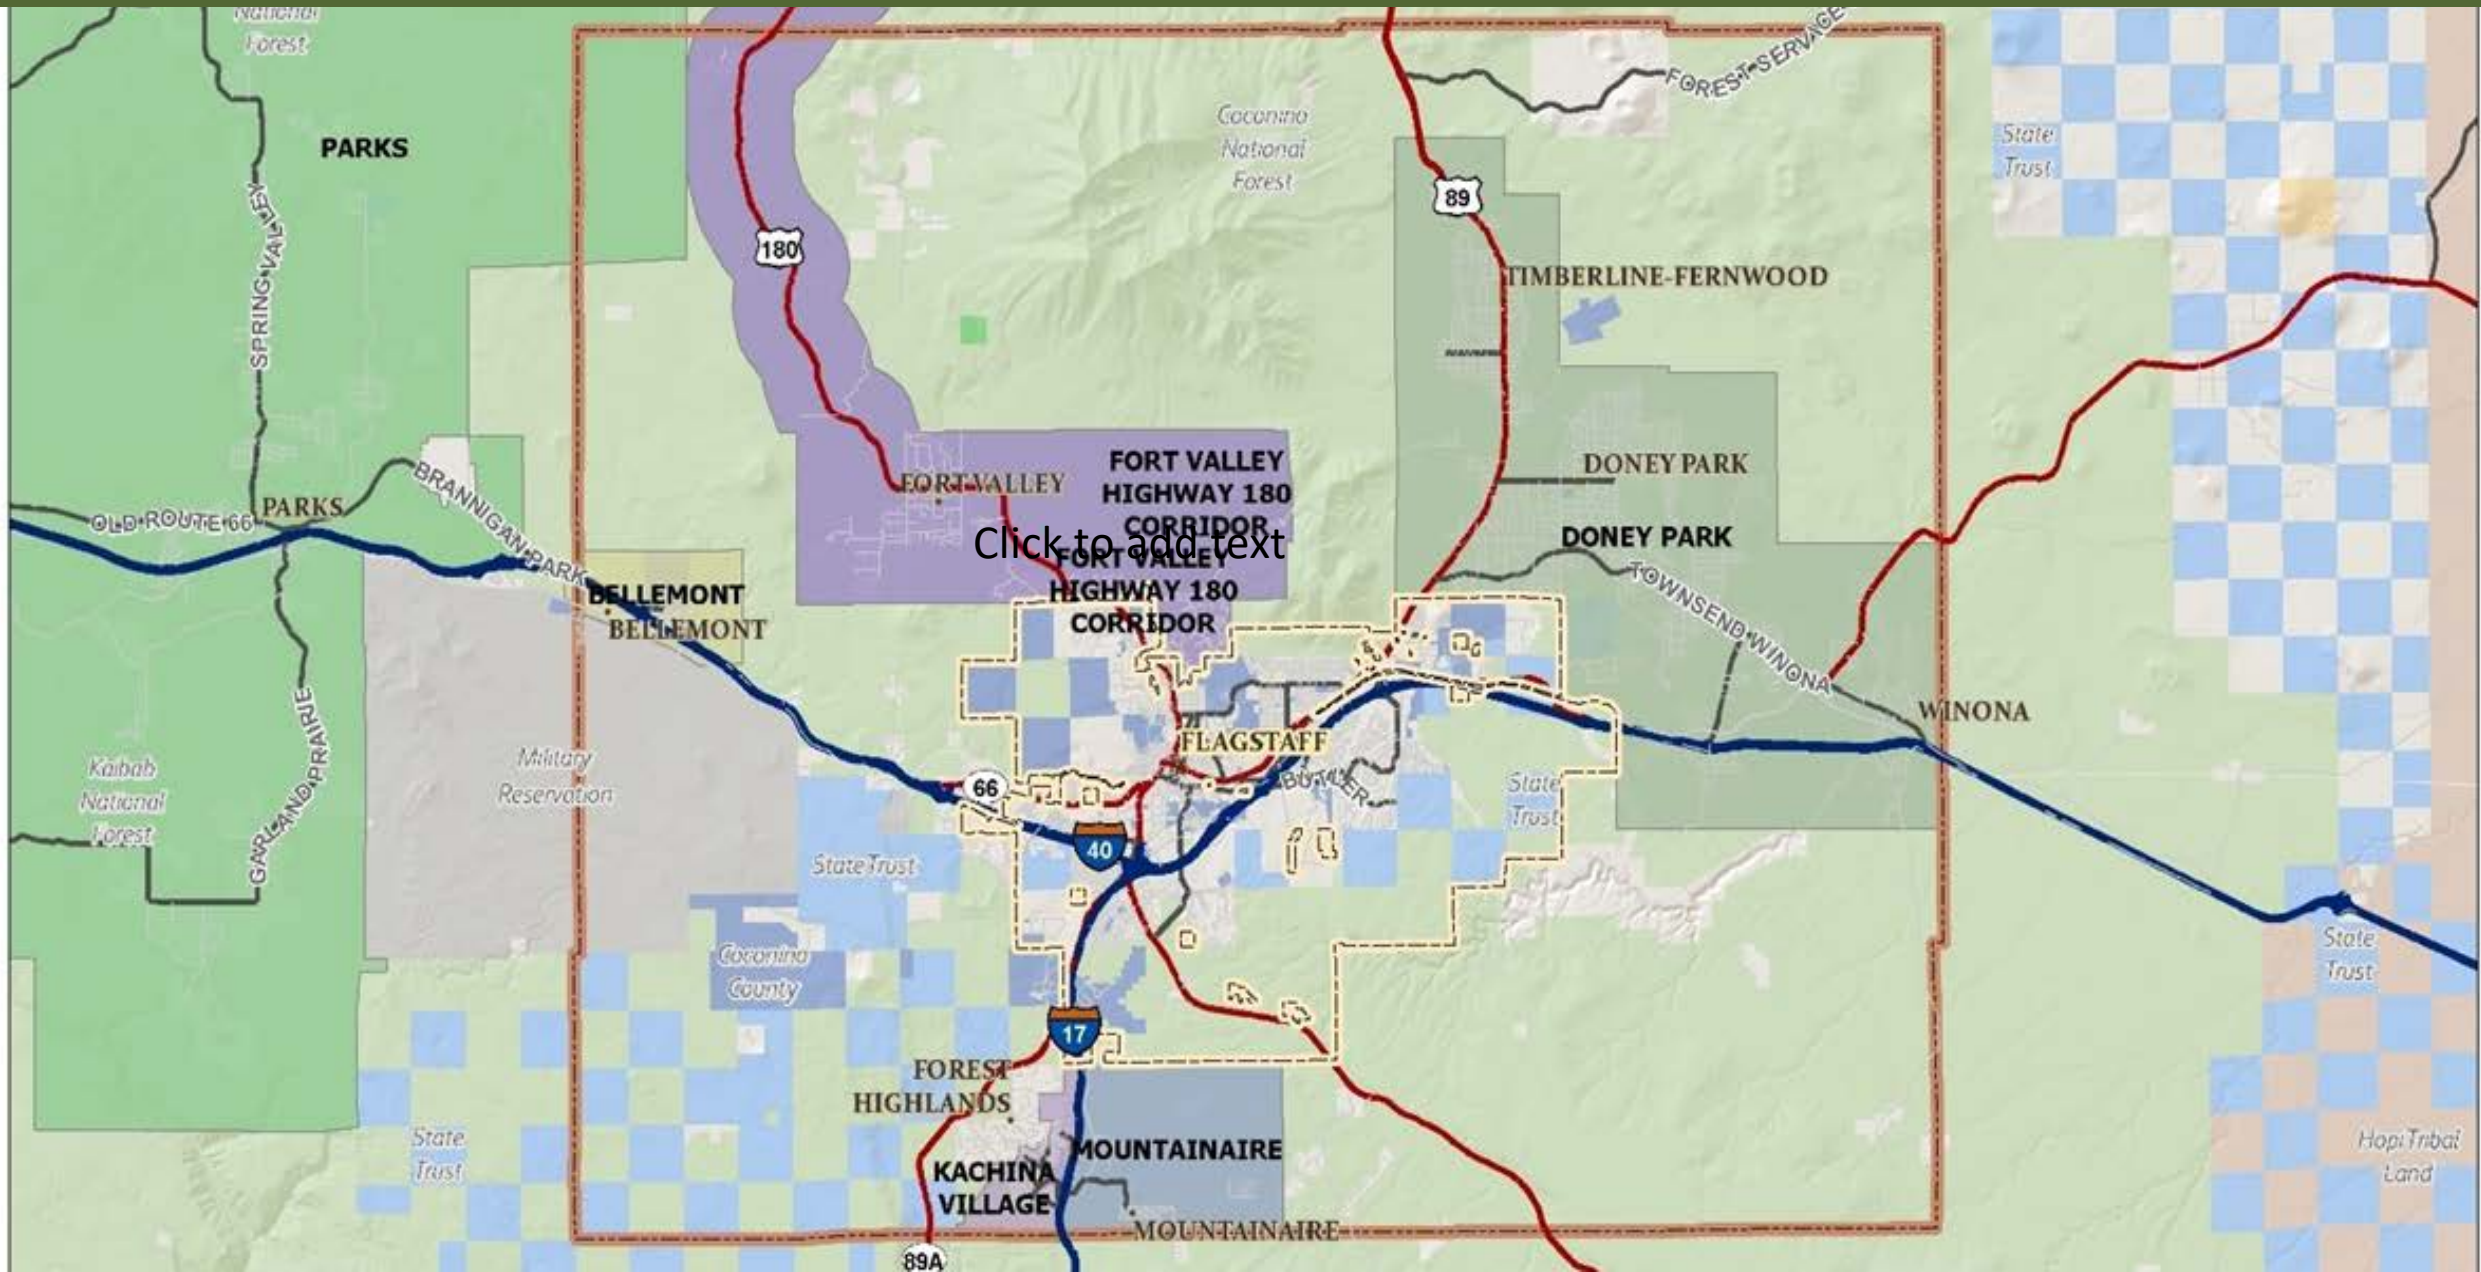 National
Forest
FOREST SERVICE
Coconino
National
Forest
State
Trust
PARKS
89
180
SPRING VALLEY
TIMBERLINE-FERNWOOD
FORT VALLEY
HIGHWAY 180
CORRIDOR
DONEY PARK
FORT VALLEY
PARKS
OLD ROUTE 66
BRANNIGAN PARK
Click to add text
DONEY PARK
FORT VALLEY
HIGHWAY 180
CORRIDOR
BELLEMONT
BELLEMONT
TOWNSEND WINONA
WINONA
FLAGSTAFF
GARLAND PRAIRIE
Kaibab
National
Forest
Military
Reservation
66
BUTLER
State
Trust
40
State Trust
Coconino
County
State
Trust
17
FOREST
HIGHLANDS
State
Trust
MOUNTAINAIRE
KACHINA
VILLAGE
Hopi Tribal
Land
MOUNTAINAIRE
89A